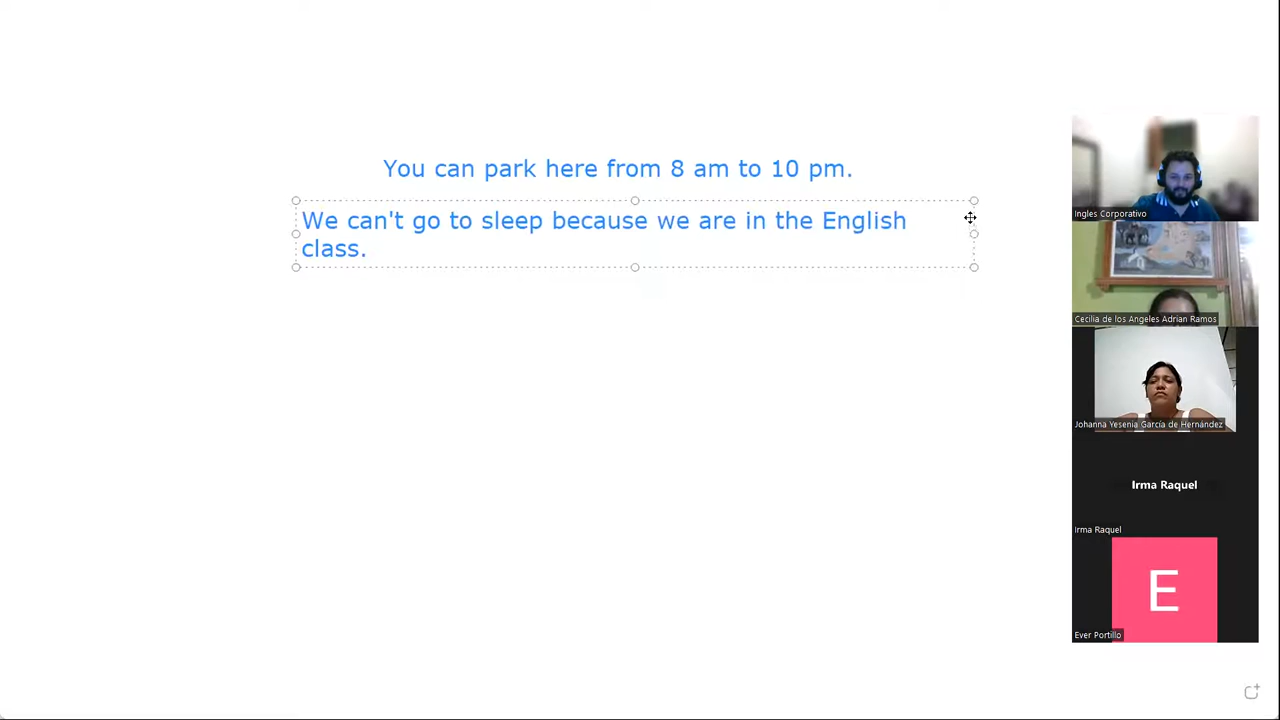 You can park here from 8 am to 10 pm.
We can't go to sleep because we are in the English
class.
Ingles Corporativo
Cecilia de los Angeles Adrian Ramos
Johanna Yesenia García de Hernández
Irma Raquel
Irma Raquel
E
Ever Portillo